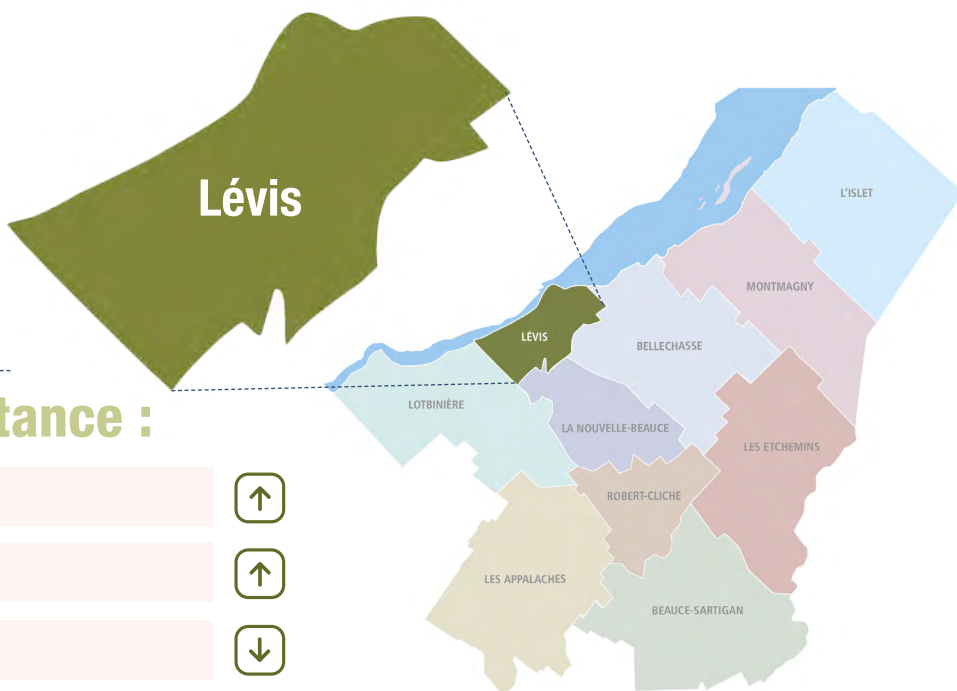 Lévis
L'ISLET
MONTMAGNY
LÉVIS
BELLECHASSE
LOTBINIÈRE
LA NOUVELLE-BEAUCE
LES ETCHEMINS
ROBERT-CLICHE
LES APPALACHES
BEAUCE-SARTIGAN
tance :